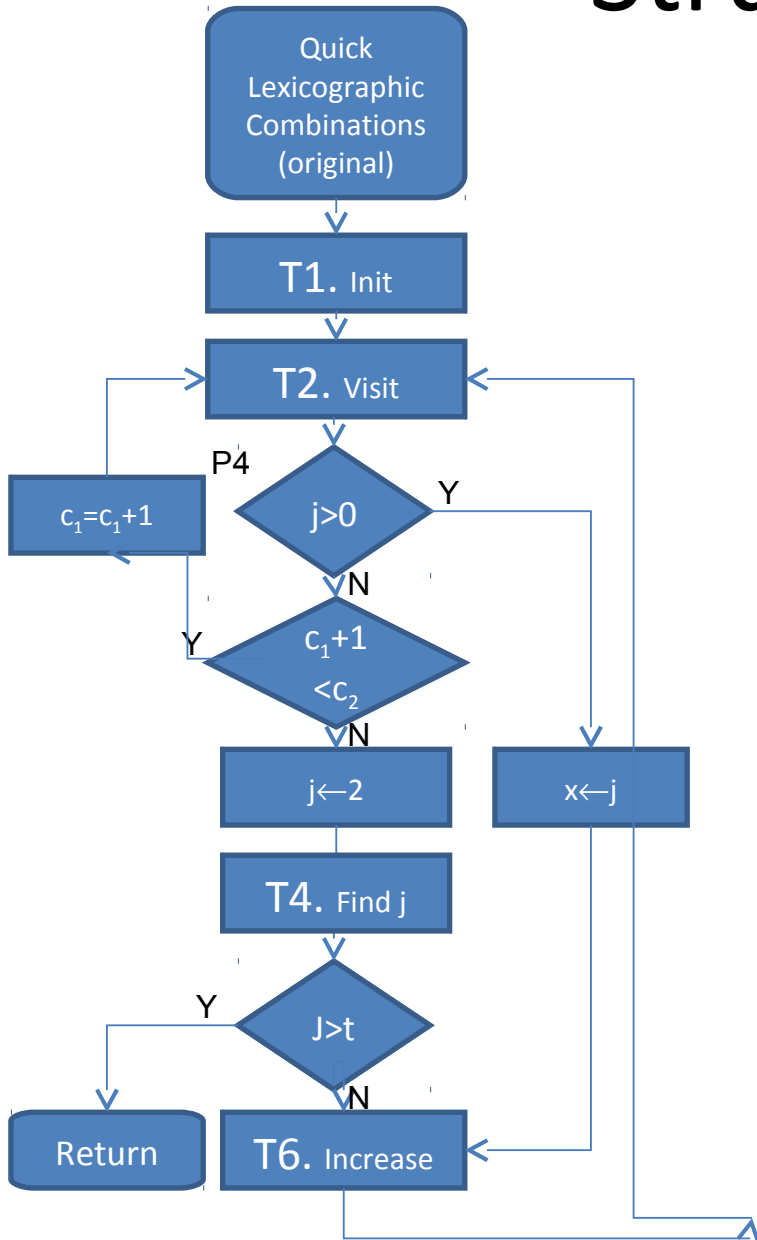 Quick
Lexicographic
Combinations
(original)
T1. Init
T2. Visit
P4
c₁=c₁+1
j>0
Y
N
Y
c₁+1
<c₂
N
j←2
x←j
T4. Find j
Y
J>t
N
Return
T6. Increase